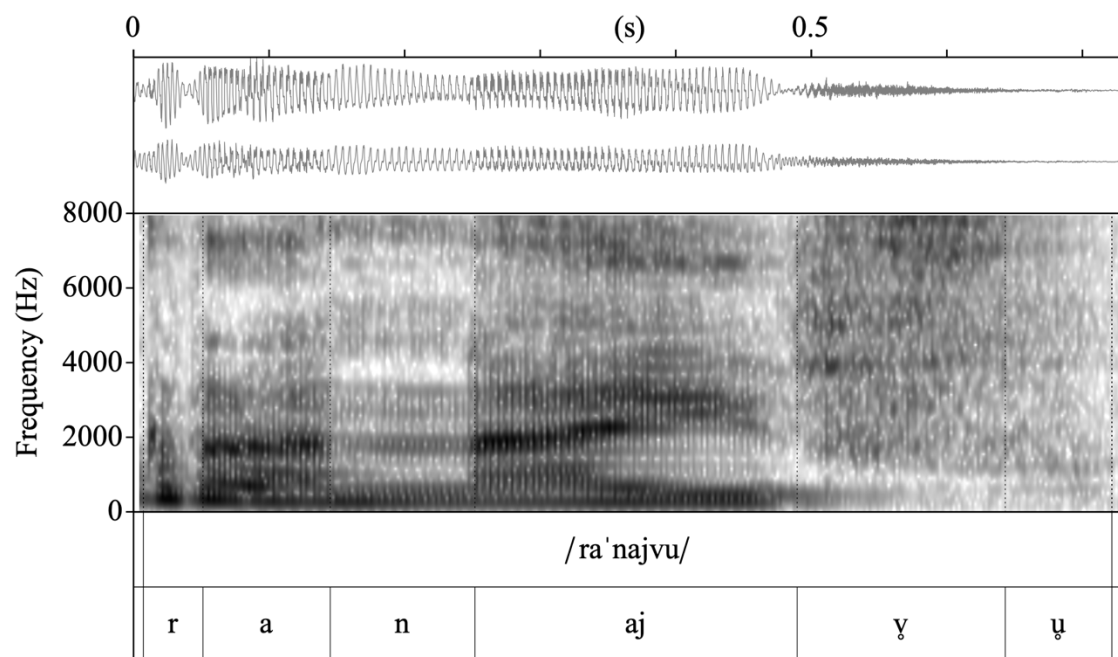 0 (s) 0.5
8000
6000
4000
2000
0
Frequency (Hz)
/raˈnajvu/
r a n aj v̥ u̥